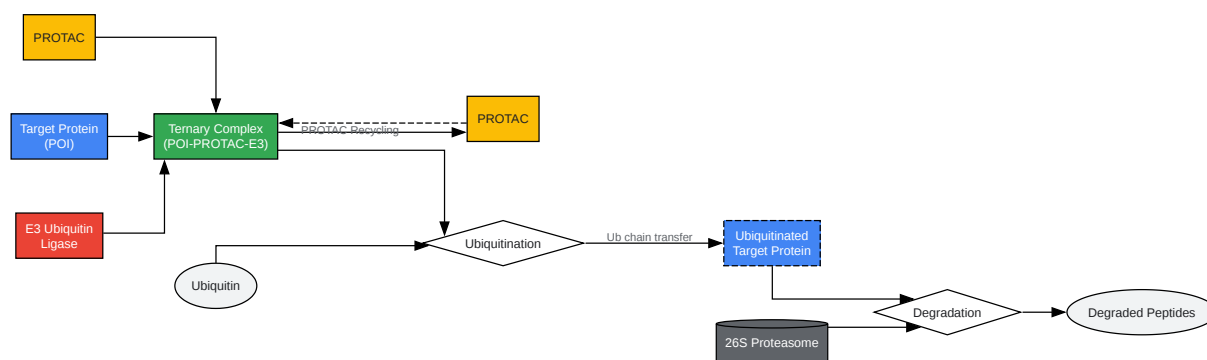 PROTAC
Target Protein
(POI)
Ternary Complex
(POI-PROTAC-E3)
PROTAC Recycling
PROTAC
E3 Ubiquitin
Ligase
Ubiquitin
Ubiquitination
Ub chain transfer
Ubiquitinated
Target Protein
26S Proteasome
Degradation
Degraded Peptides